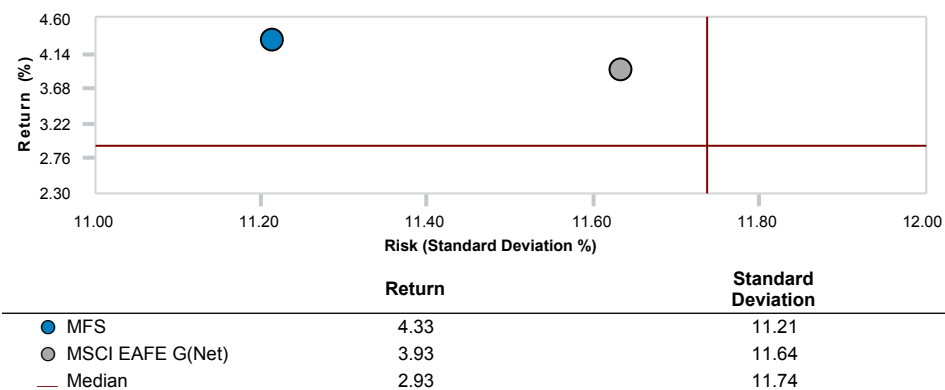 4.60
4.14
3.68
3.22
2.76
2.30
Return (%)
11.00 11.20 11.40 11.60 11.80 12.00
Risk (Standard Deviation %)
Return Standard Deviation
MFS 4.33 11.21
MSCI EAFE G(Net) 3.93 11.64
Median 2.93 11.74